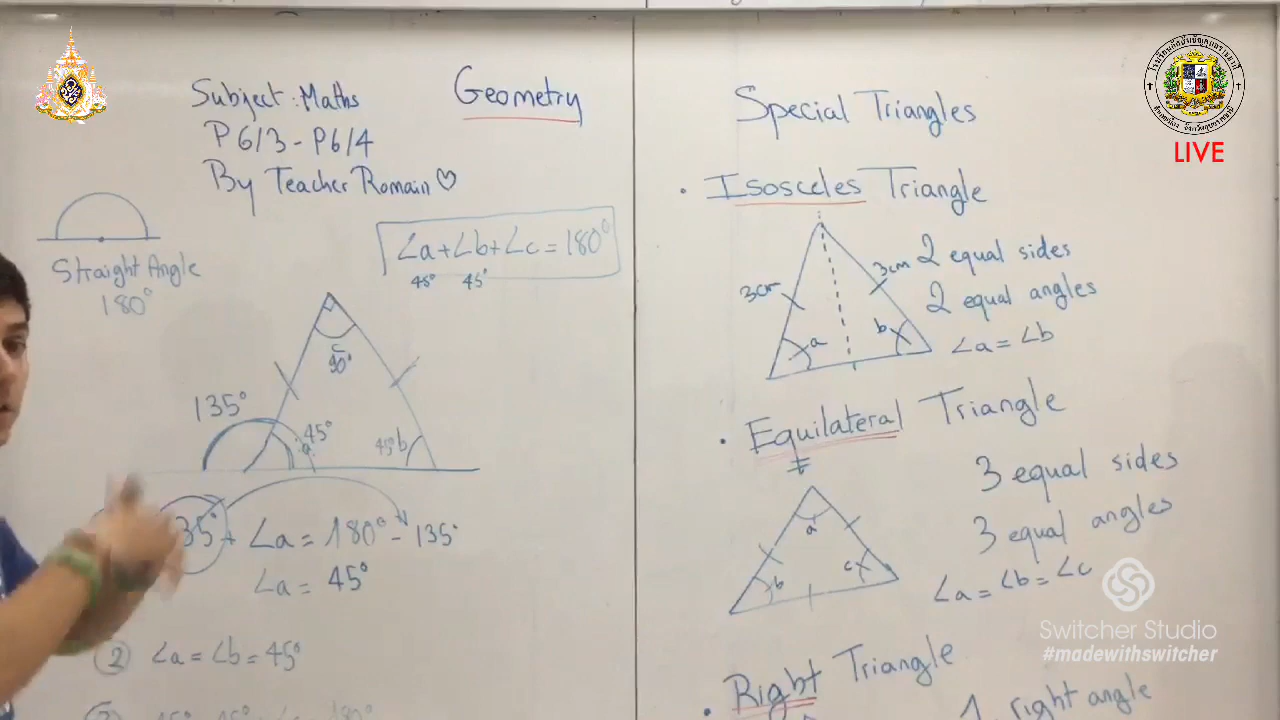 Subject: Maths
P6/3 - P6/4
By Teacher Romain ♡
Geometry
Straight Angle
180°
∠a+∠b+∠c = 180°
45° 45°
c
90°
135°
45°
a
45° b
35° + ∠a = 180° - 135°
∠a = 45°
② ∠a = ∠b = 45°
Special Triangles
• Isosceles Triangle
3cm
3cm
a
b
2 equal sides
2 equal angles
∠a = ∠b
• Equilateral Triangle
a
b
c
3 equal sides
3 equal angles
∠a = ∠b = ∠c
• Right Triangle
1 right angle
LIVE
Switcher Studio
#madewithswitcher